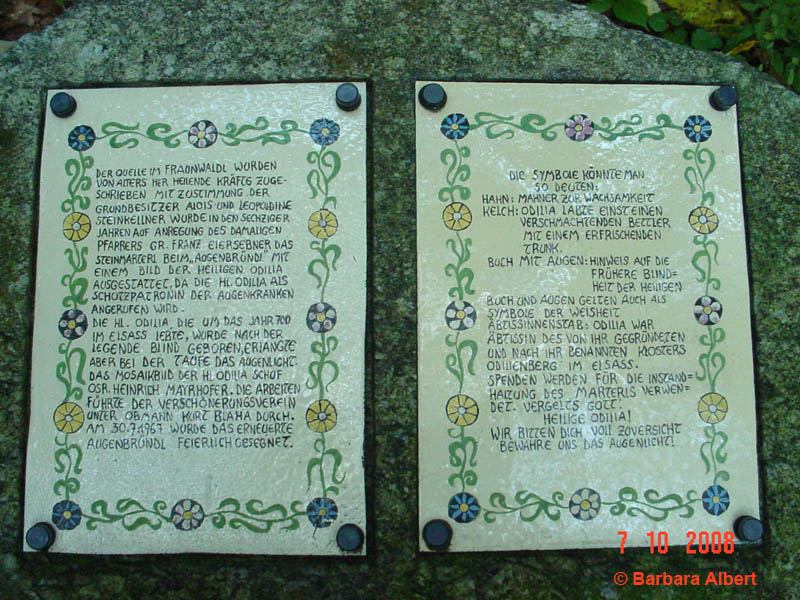 DER QUELLE IM FRAUNWALDL WURDEN
VON ALTERS HER HEILENDE KRÄFTE ZUGE-
SCHRIEBEN MIT ZUSTIMMUNG DER
GRUNDBESITZER ALOIS UND LEOPOLDINE
STEINKELLNER WURDE IN DEN SECHZIGER
JAHREN AUF ANREGUNG DES DAMALIGEN
PFARRERS GR. FRANZ EIERSEBNER DAS
STEINMARTERL BEIM „AUGENBRÜNDL" MIT
EINEM BILD DER HEILIGEN ODILIA
AUSGESTATTET, DA DIE HL. ODILIA ALS
SCHUTZPATRONIN DER AUGENKRANKEN
ANGERUFEN WIRD.
DIE HL. ODILIA, DIE UM DAS JAHR 700
IM ELSASS LEBTE, WURDE NACH DER
LEGENDE BLIND GEBOREN, ERLANGTE
ABER BEI DER TAUFE DAS AUGENLICHT.
DAS MOSAIKBILD DER HL. ODILIA SCHUF
OSR. HEINRICH MAYRHOFER. DIE ARBEITEN
FÜHRTE DER VERSCHÖNERUNGSVEREIN
UNTER OBMANN KURT BLAHA DURCH.
AM 30.7.1967 WURDE DAS ERNEUERTE
AUGENBRÜNDL FEIERLICH GESEGNET.
DIE SYMBOLE KÖNNTE MAN
SO DEUTEN:
HAHN: MAHNER ZUR WACHSAMKEIT
KELCH: ODILIA LABTE EINST EINEN
VERSCHMACHTENDEN BETTLER
MIT EINEM ERFRISCHENDEN
TRUNK.
BUCH MIT AUGEN: HINWEIS AUF DIE
FRÜHERE BLIND=
HEIT DER HEILIGEN
BUCH UND AUGEN GELTEN AUCH ALS
SYMBOLE DER WEISHEIT
ÄBTISSINNENSTAB: ODILIA WAR
ÄBTISSIN DES VON IHR GEGRÜNDETEN
UND NACH IHR BENANNTEN KLOSTERS
ODILIENBERG IM ELSASS.
SPENDEN WERDEN FÜR DIE INSTAND=
HALTUNG DES MARTERLS VERWEN=
DET. VERGELTS GOTT!
HEILIGE ODILIA!
WIR BITTEN DICH VOLL ZUVERSICHT
BEWAHRE UNS DAS AUGENLICHT!
7 10 2008
© Barbara Albert